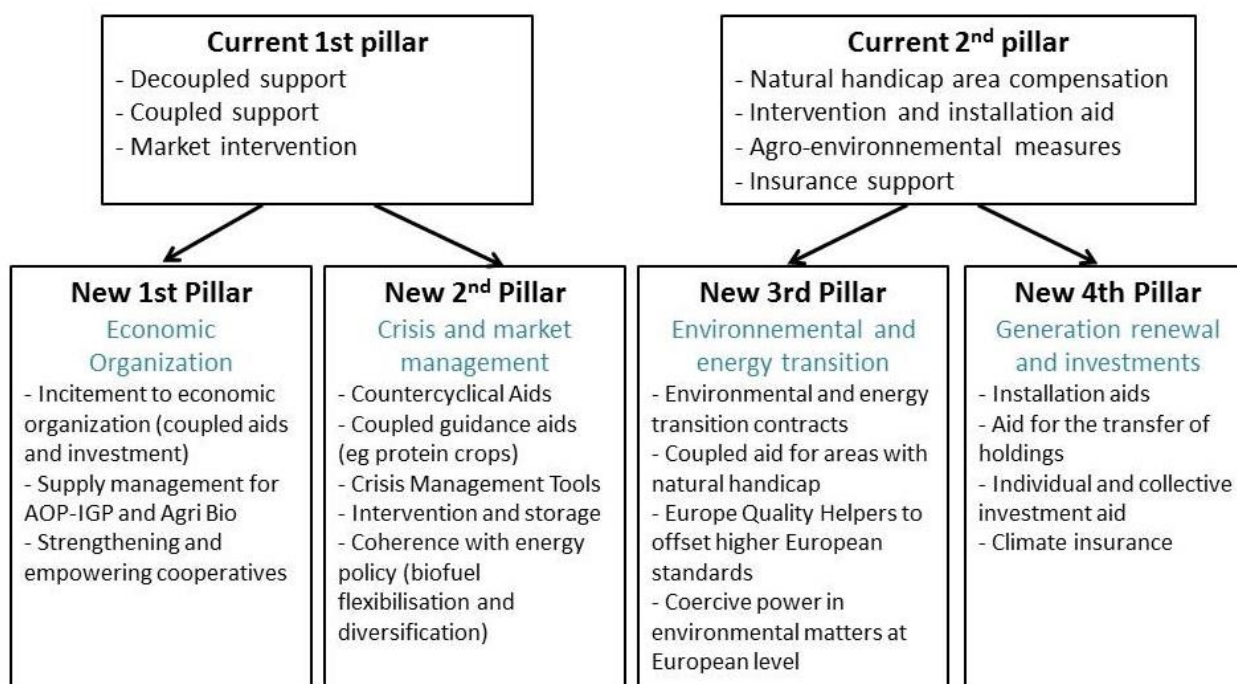 Current 1st pillar
- Decoupled support
- Coupled support
- Market intervention
Current 2nd pillar
- Natural handicap area compensation
- Intervention and installation aid
- Agro-environnemental measures
- Insurance support
New 1st Pillar
Economic
Organization
- Incitement to economic
organization (coupled aids
and investment)
- Supply management for
AOP-IGP and Agri Bio
- Strengthening and
empowering cooperatives
New 2nd Pillar
Crisis and market
management
- Countercyclical Aids
- Coupled guidance aids
(eg protein crops)
- Crisis Management Tools
- Intervention and storage
- Coherence with energy
policy (biofuel
flexibilisation and
diversification)
New 3rd Pillar
Environnemental and
energy transition
- Environmental and energy
transition contracts
- Coupled aid for areas with
natural handicap
- Europe Quality Helpers to
offset higher European
standards
- Coercive power in
environmental matters at
European level
New 4th Pillar
Generation renewal
and investments
- Installation aids
- Aid for the transfer of
holdings
- Individual and collective
investment aid
- Climate insurance